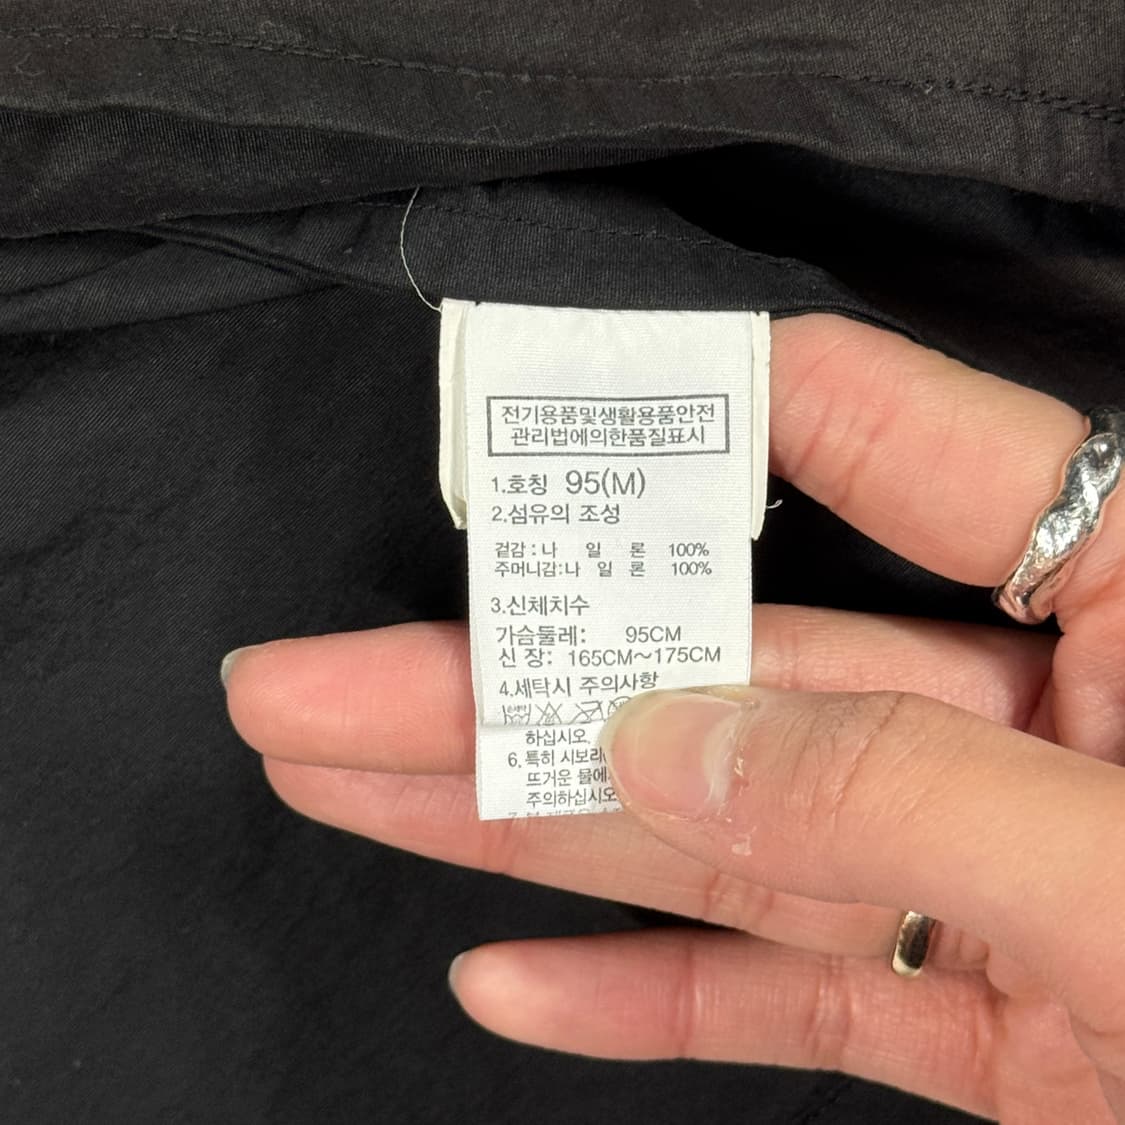 전기용품및생활용품안전
관리법에의한품질표시
1.호칭 95(M)
2.섬유의 조성
겉감:나 일 론 100%
주머니감:나 일 론 100%
3.신체치수
가슴둘레: 95CM
신 장: 165CM~175CM
4.세탁시 주의사항
하십시오.
6. 특히 시보리
뜨거운 물에
주의하십시오